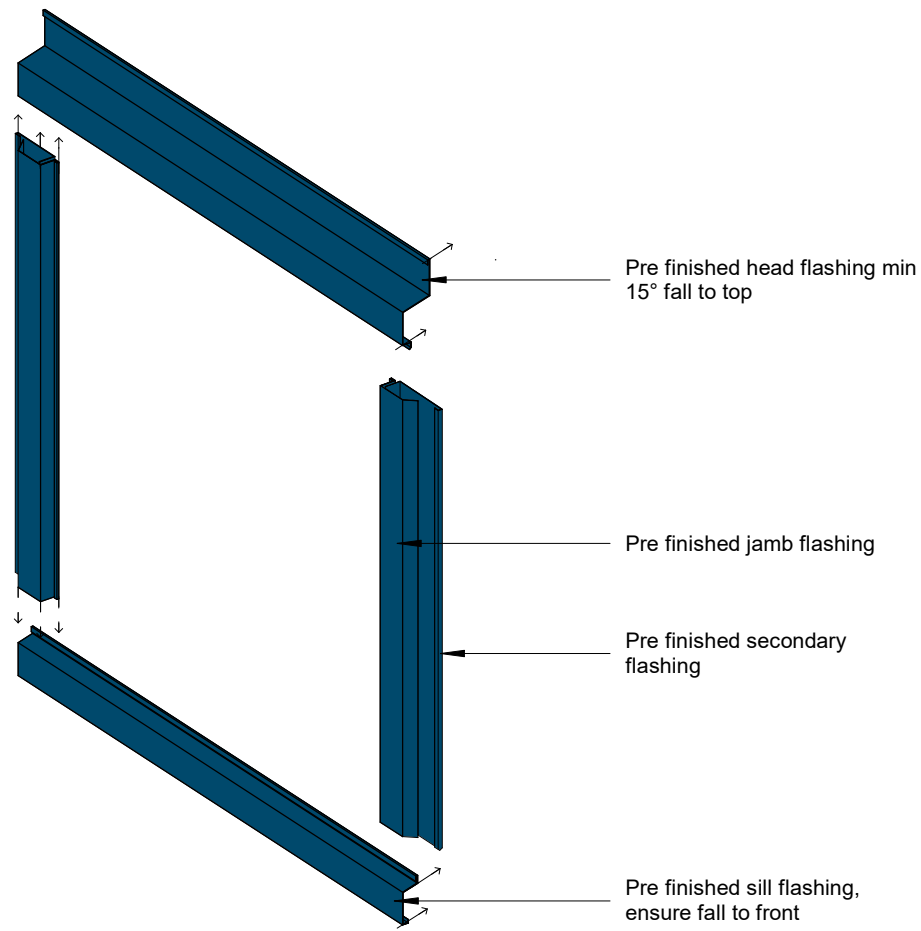 Pre finished head flashing min
15° fall to top
Pre finished jamb flashing
Pre finished secondary
flashing
Pre finished sill flashing,
ensure fall to front